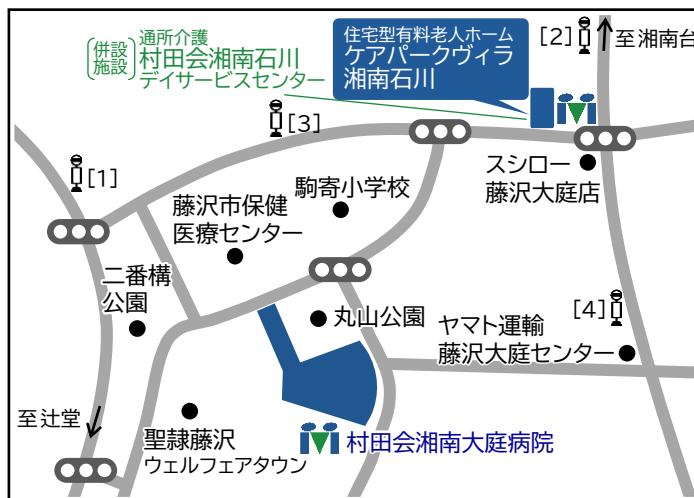 併設
施設
通所介護
村田会湘南石川
デイサービスセンター
住宅型有料老人ホーム
ケアパークヴィラ
湘南石川
[2]
至湘南台
[3]
[1]
スシロー
藤沢大庭店
駒寄小学校
藤沢市保健
医療センター
二番構
公園
丸山公園
[4]
ヤマト運輸
藤沢大庭センター
至辻堂
聖隷藤沢
ウェルフェアタウン
村田会湘南大庭病院